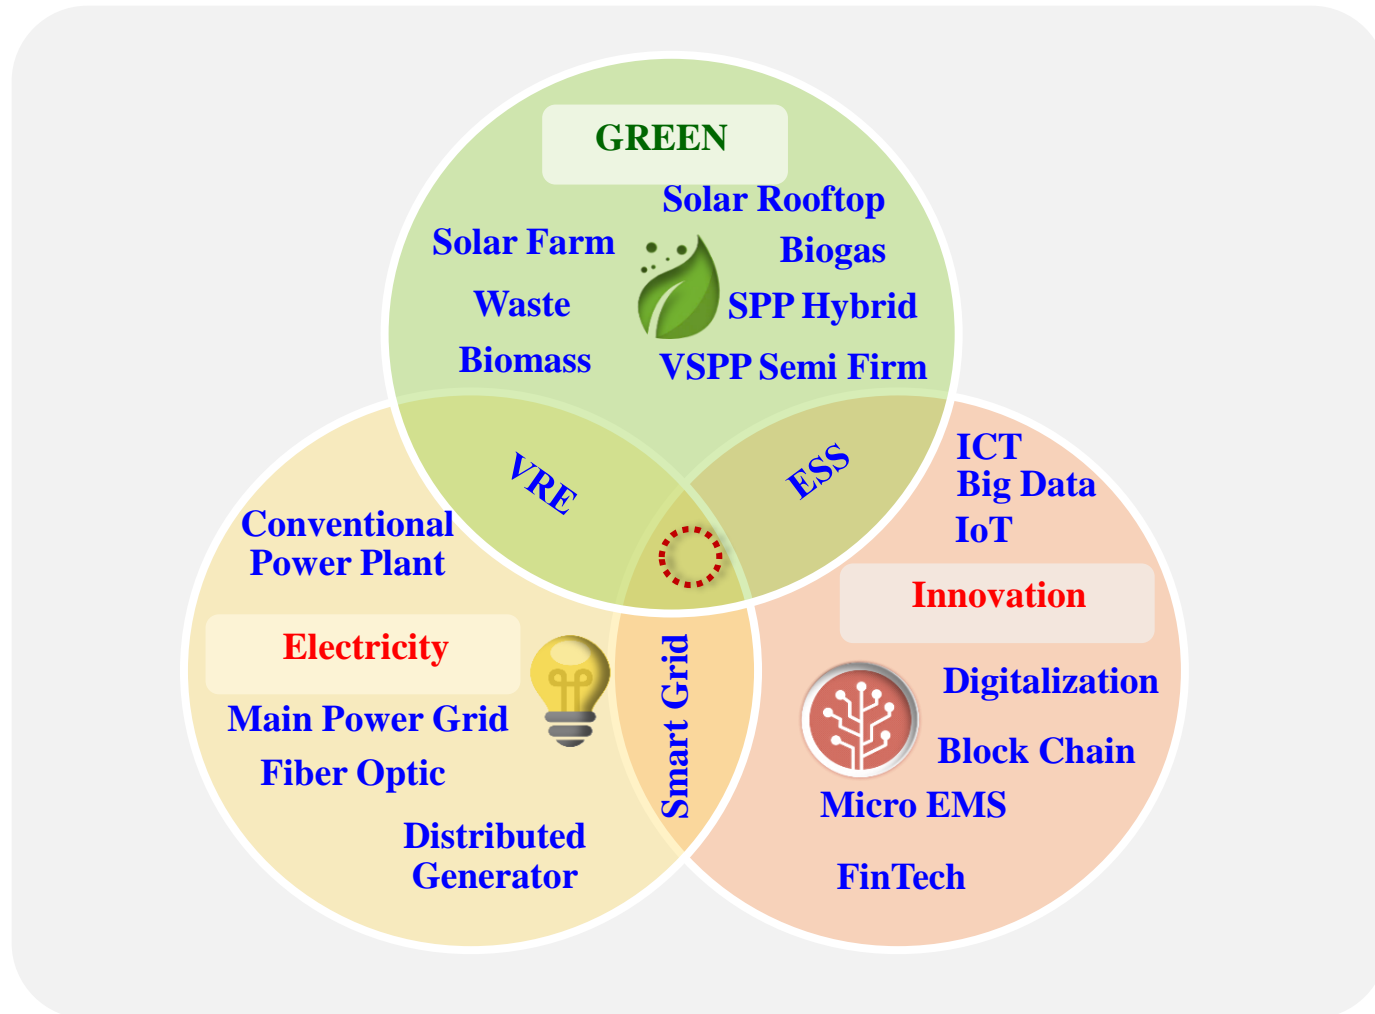 GREEN
Solar Rooftop
Solar Farm
Biogas
Waste
SPP Hybrid
Biomass
VSPP Semi Firm
VRE
ESS
ICT
Big Data
IoT
Conventional
Power Plant
Innovation
Electricity
Smart Grid
Digitalization
Main Power Grid
Block Chain
Fiber Optic
Micro EMS
Distributed
Generator
FinTech